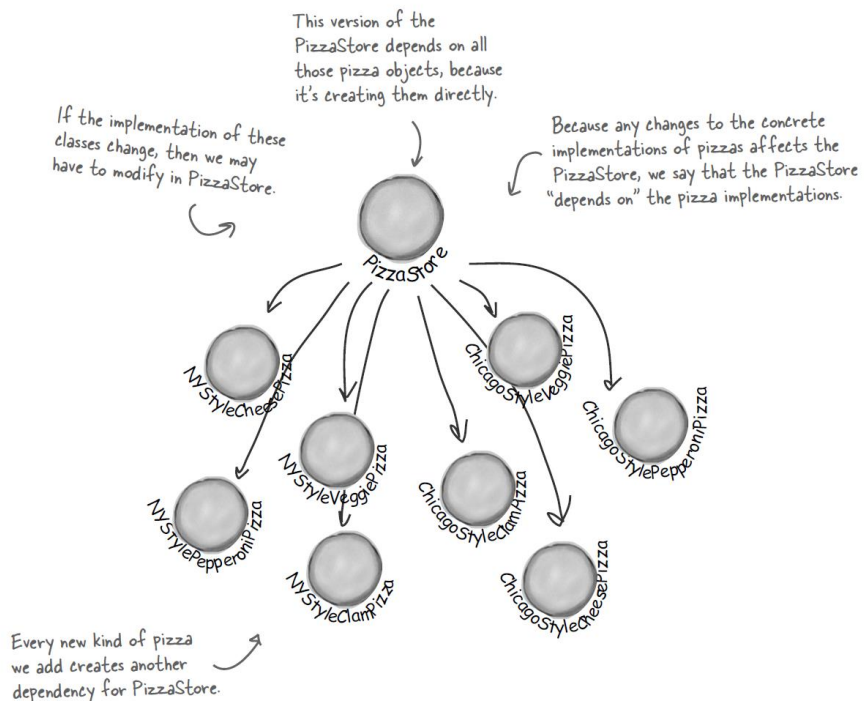 This version of the
PizzaStore depends on all
those pizza objects, because
it's creating them directly.
If the implementation of these
classes change, then we may
have to modify in PizzaStore.
Because any changes to the concrete
implementations of pizzas affects the
PizzaStore, we say that the PizzaStore
"depends on" the pizza implementations.
PizzaStore
NYStyleCheesePizza
ChicagoStyleVeggiePizza
ChicagoStylePepperoniPizza
NYStyleVeggiePizza
ChicagoStyleClamPizza
NYStylePepperoniPizza
NYStyleClamPizza
ChicagoStyleCheesePizza
Every new kind of pizza
we add creates another
dependency for PizzaStore.